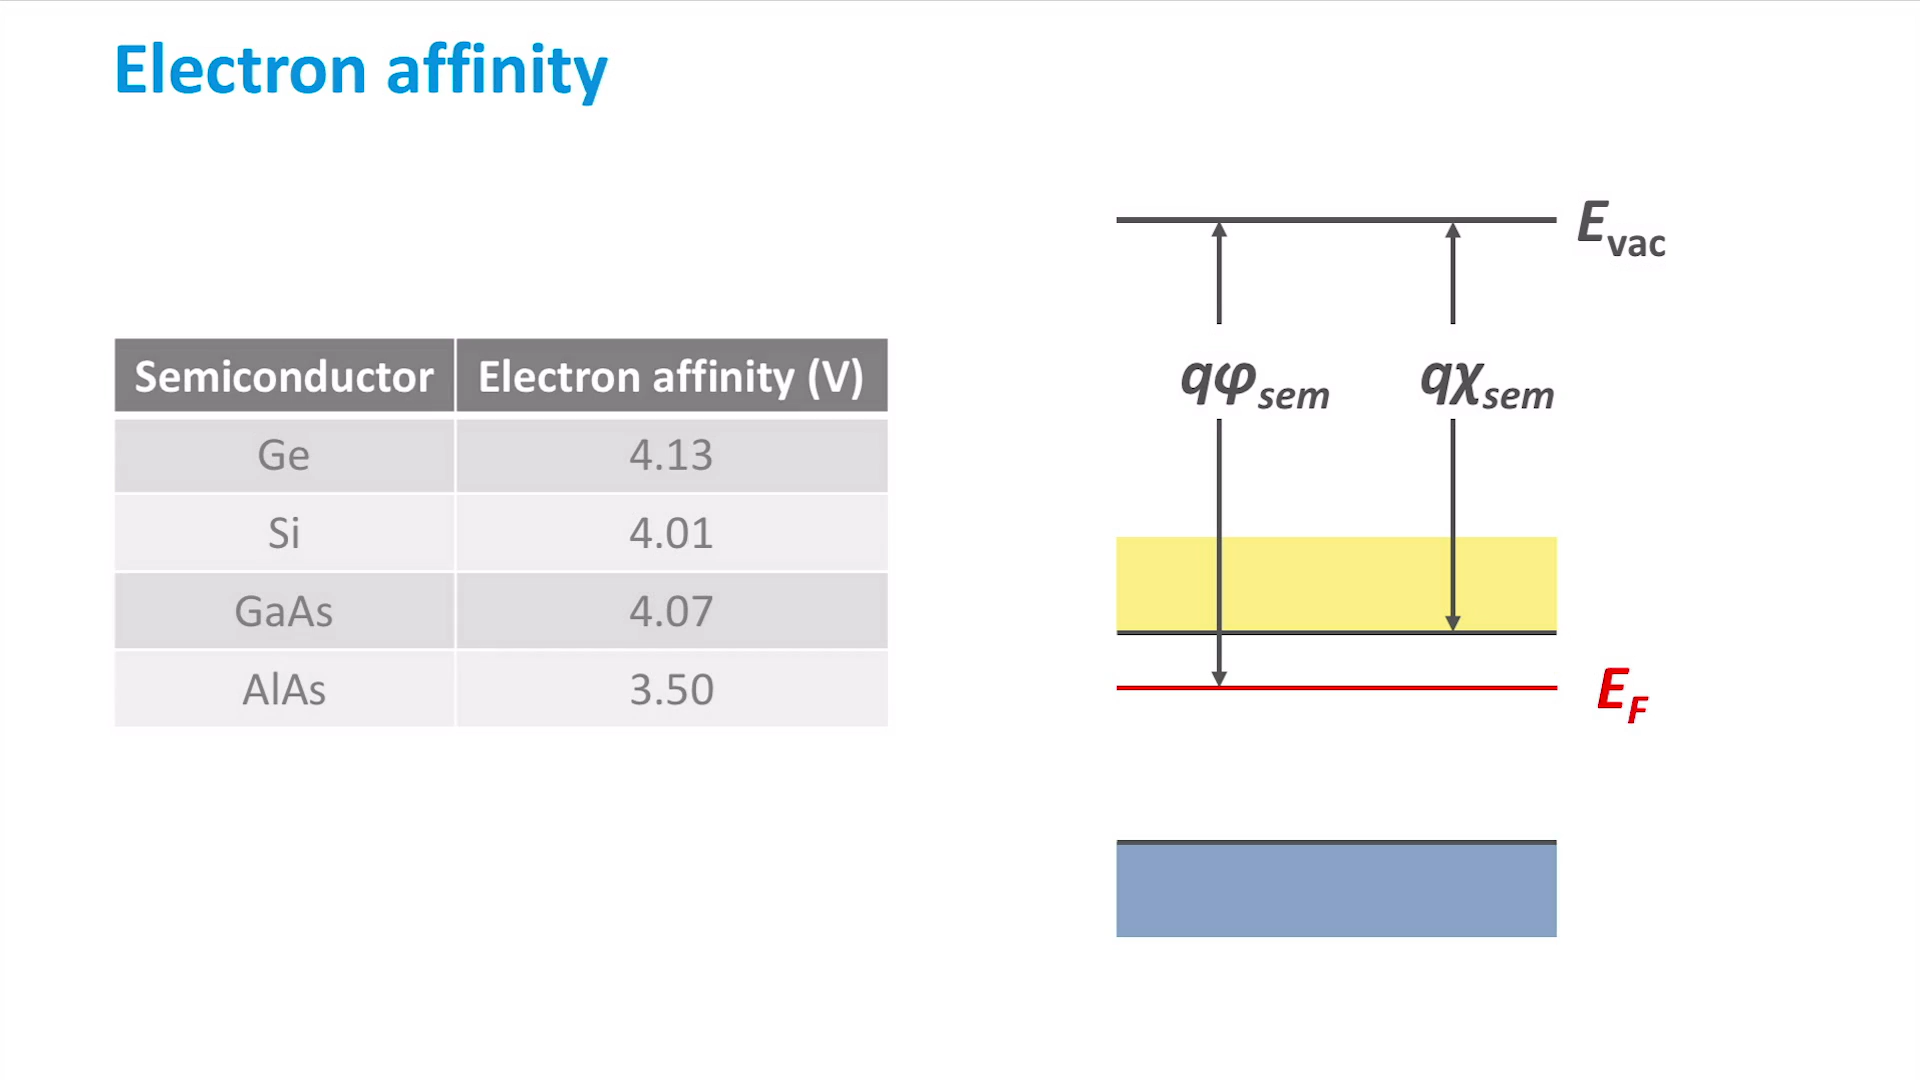 Electron affinity
Semiconductor Electron affinity (V)
Ge 4.13
Si 4.01
GaAs 4.07
AlAs 3.50
E_vac
qφ_sem qχ_sem
E_F